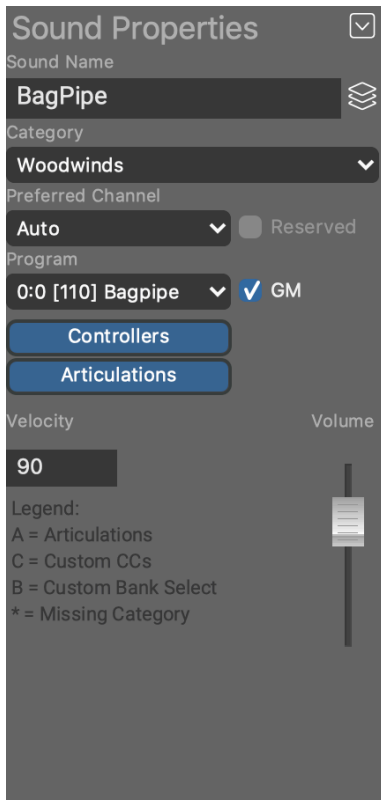 Sound Properties
Sound Name
BagPipe
Category
Woodwinds
Preferred Channel
Auto
Reserved
Program
0:0 [110] Bagpipe
GM
Controllers
Articulations
Velocity
Volume
90
Legend:
A = Articulations
C = Custom CCs
B = Custom Bank Select
* = Missing Category